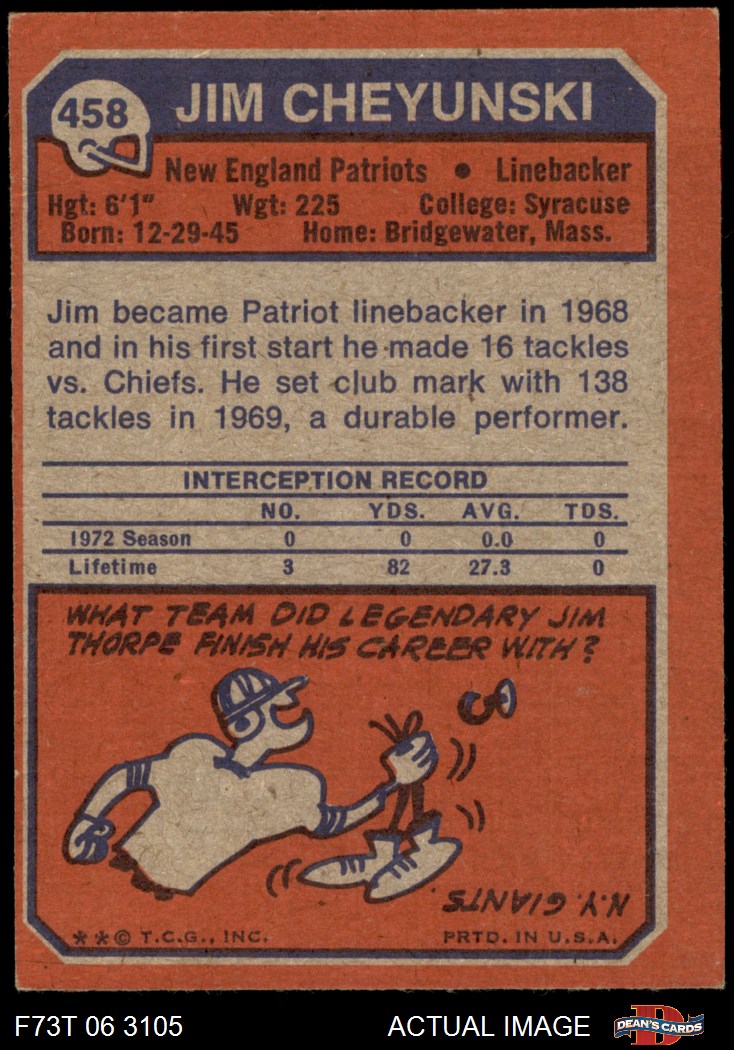 458
JIM CHEYUNSKI
New England Patriots • Linebacker
Hgt: 6'1" Wgt: 225 College: Syracuse
Born: 12-29-45 Home: Bridgewater, Mass.
Jim became Patriot linebacker in 1968
and in his first start he made 16 tackles
vs. Chiefs. He set club mark with 138
tackles in 1969, a durable performer.
INTERCEPTION RECORD
NO. YDS. AVG. TDS.
1972 Season 0 0 0.0 0
Lifetime 3 82 27.3 0
WHAT TEAM DID LEGENDARY JIM
THORPE FINISH HIS CAREER WITH?
N.Y. GIANTS.
**© T.C.G., INC. PRTD. IN U.S.A.
F73T 06 3105 ACTUAL IMAGE
D
DEAN'S CARDS